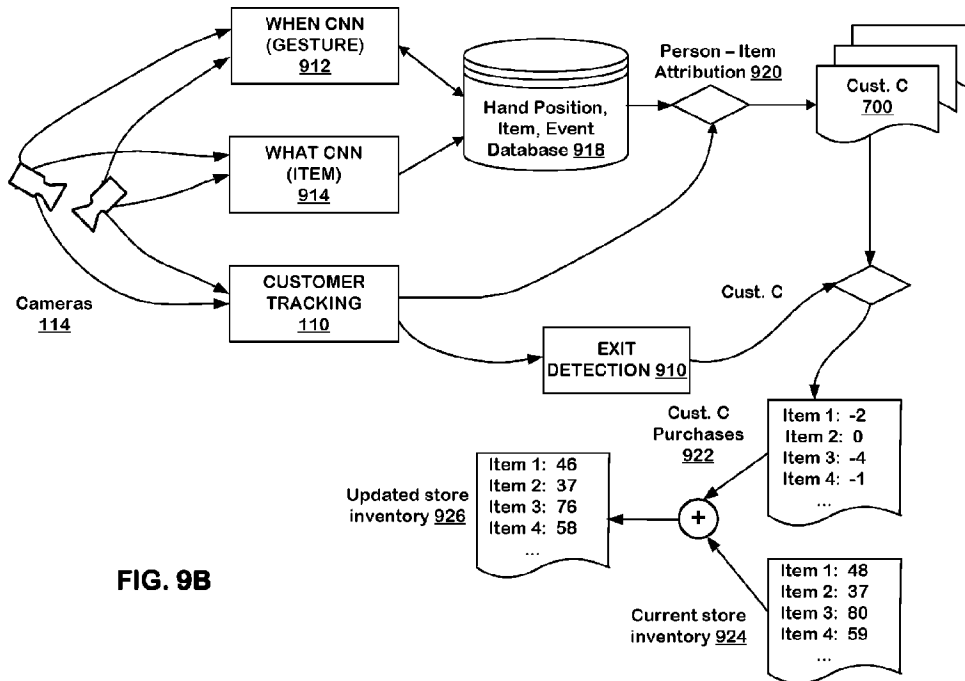 WHEN CNN
(GESTURE)
912
WHAT CNN
(ITEM)
914
Hand Position,
Item, Event
Database 918
Person – Item
Attribution 920
Cust. C
700
Cameras
114
CUSTOMER
TRACKING
110
Cust. C
EXIT
DETECTION 910
Cust. C
Purchases
922
Item 1: -2
Item 2: 0
Item 3: -4
Item 4: -1
...
Updated store
inventory 926
Item 1: 46
Item 2: 37
Item 3: 76
Item 4: 58
...
+
Current store
inventory 924
Item 1: 48
Item 2: 37
Item 3: 80
Item 4: 59
...
FIG. 9B